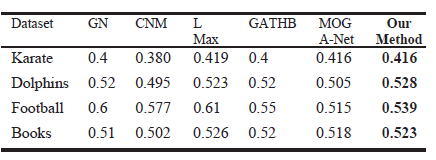 Dataset GN CNM L Max GATHB MOG A-Net Our Method
Karate 0.4 0.380 0.419 0.4 0.416 0.416
Dolphins 0.52 0.495 0.523 0.52 0.505 0.528
Football 0.6 0.577 0.61 0.55 0.515 0.539
Books 0.51 0.502 0.526 0.52 0.518 0.523